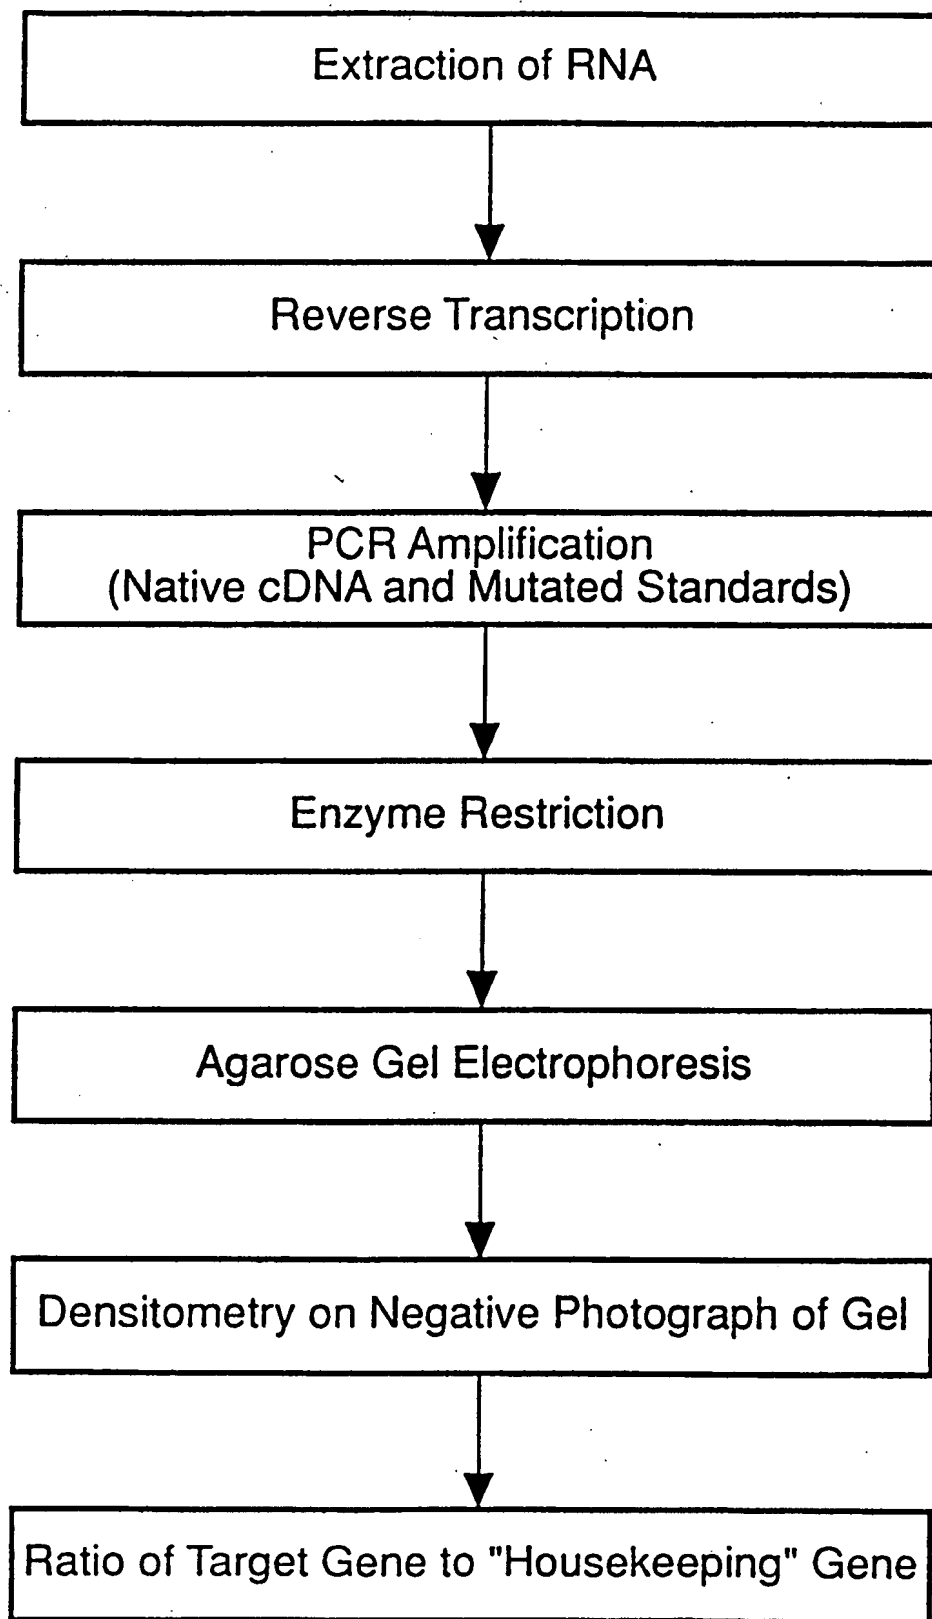 Extraction of RNA
Reverse Transcription
PCR Amplification
(Native cDNA and Mutated Standards)
Enzyme Restriction
Agarose Gel Electrophoresis
Densitometry on Negative Photograph of Gel
Ratio of Target Gene to "Housekeeping" Gene